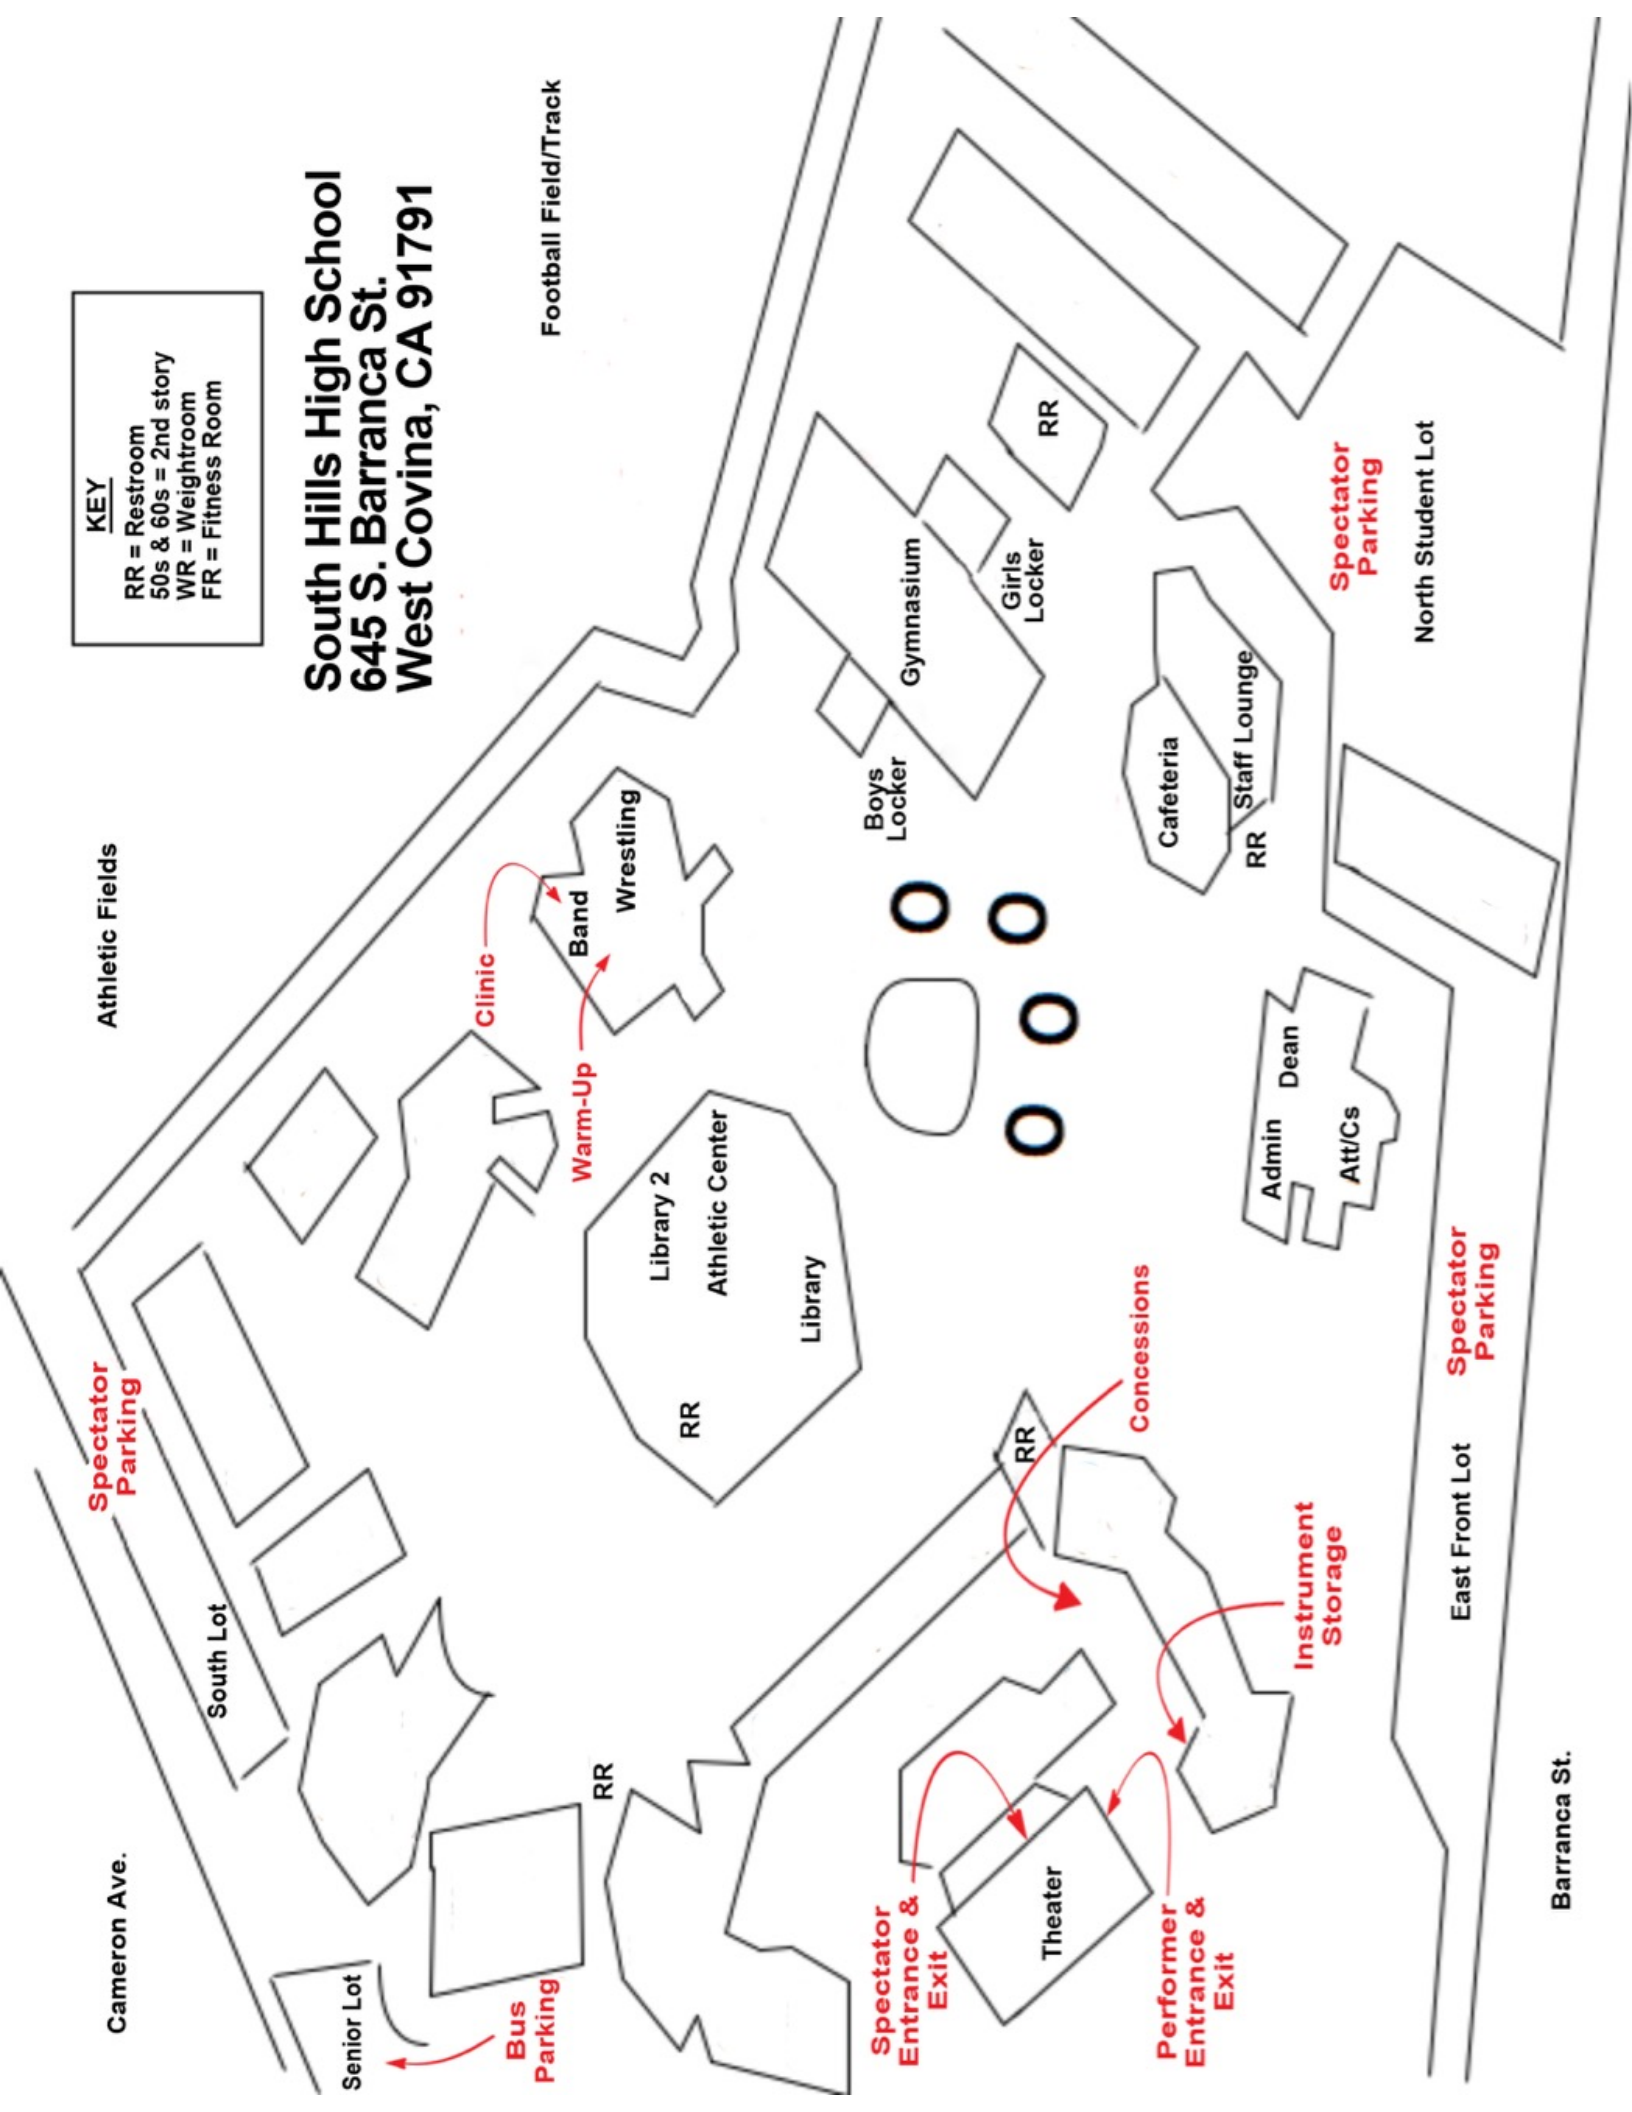 KEY
RR = Restroom
50s & 60s = 2nd story
WR = Weightroom
FR = Fitness Room
South Hills High School
645 S. Barranca St.
West Covina, CA 91791
Cameron Ave.
Athletic Fields
Football Field/Track
Spectator
Parking
South Lot
Senior Lot
Bus
Parking
RR
Clinic
Band
Wrestling
Warm-Up
Library 2
Athletic Center
Library
RR
Boys
Locker
Gymnasium
Girls
Locker
RR
O
O
O
O
Cafeteria
Staff Lounge
RR
Spectator
Parking
North Student Lot
Admin
Dean
Att/Cs
RR
Concessions
Spectator
Entrance &
Exit
Theater
Performer
Entrance &
Exit
Instrument
Storage
Spectator
Parking
East Front Lot
Barranca St.